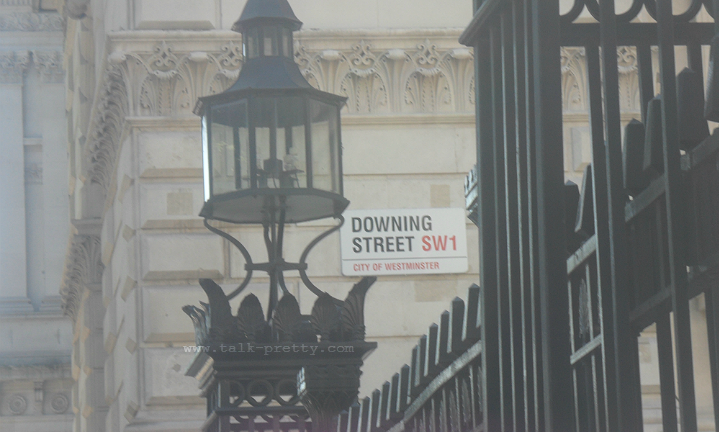 DOWNING
STREET SW1
CITY OF WESTMINSTER
www.talk-pretty.com